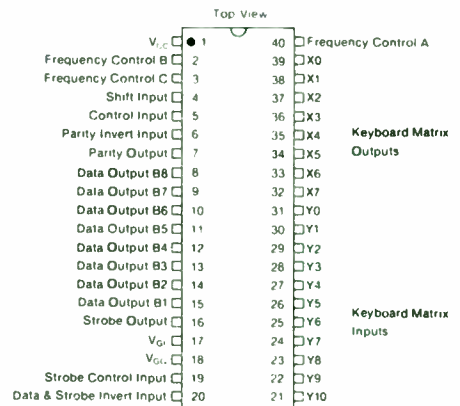 Top View
VCC 1 40 Frequency Control A
Frequency Control B 2 39 X0
Frequency Control C 3 38 X1
Shift Input 4 37 X2
Control Input 5 36 X3
Parity Invert Input 6 35 X4 Keyboard Matrix
Parity Output 7 34 X5 Outputs
Data Output B8 8 33 X6
Data Output B7 9 32 X7
Data Output B6 10 31 Y0
Data Output B5 11 30 Y1
Data Output B4 12 29 Y2
Data Output B3 13 28 Y3
Data Output B2 14 27 Y4
Data Output B1 15 26 Y5 Keyboard Matrix
Strobe Output 16 25 Y6 Inputs
17 24 Y7
18 23 Y8
Strobe Control Input 19 22 Y9
Data & Strobe Invert Input 20 21 Y10